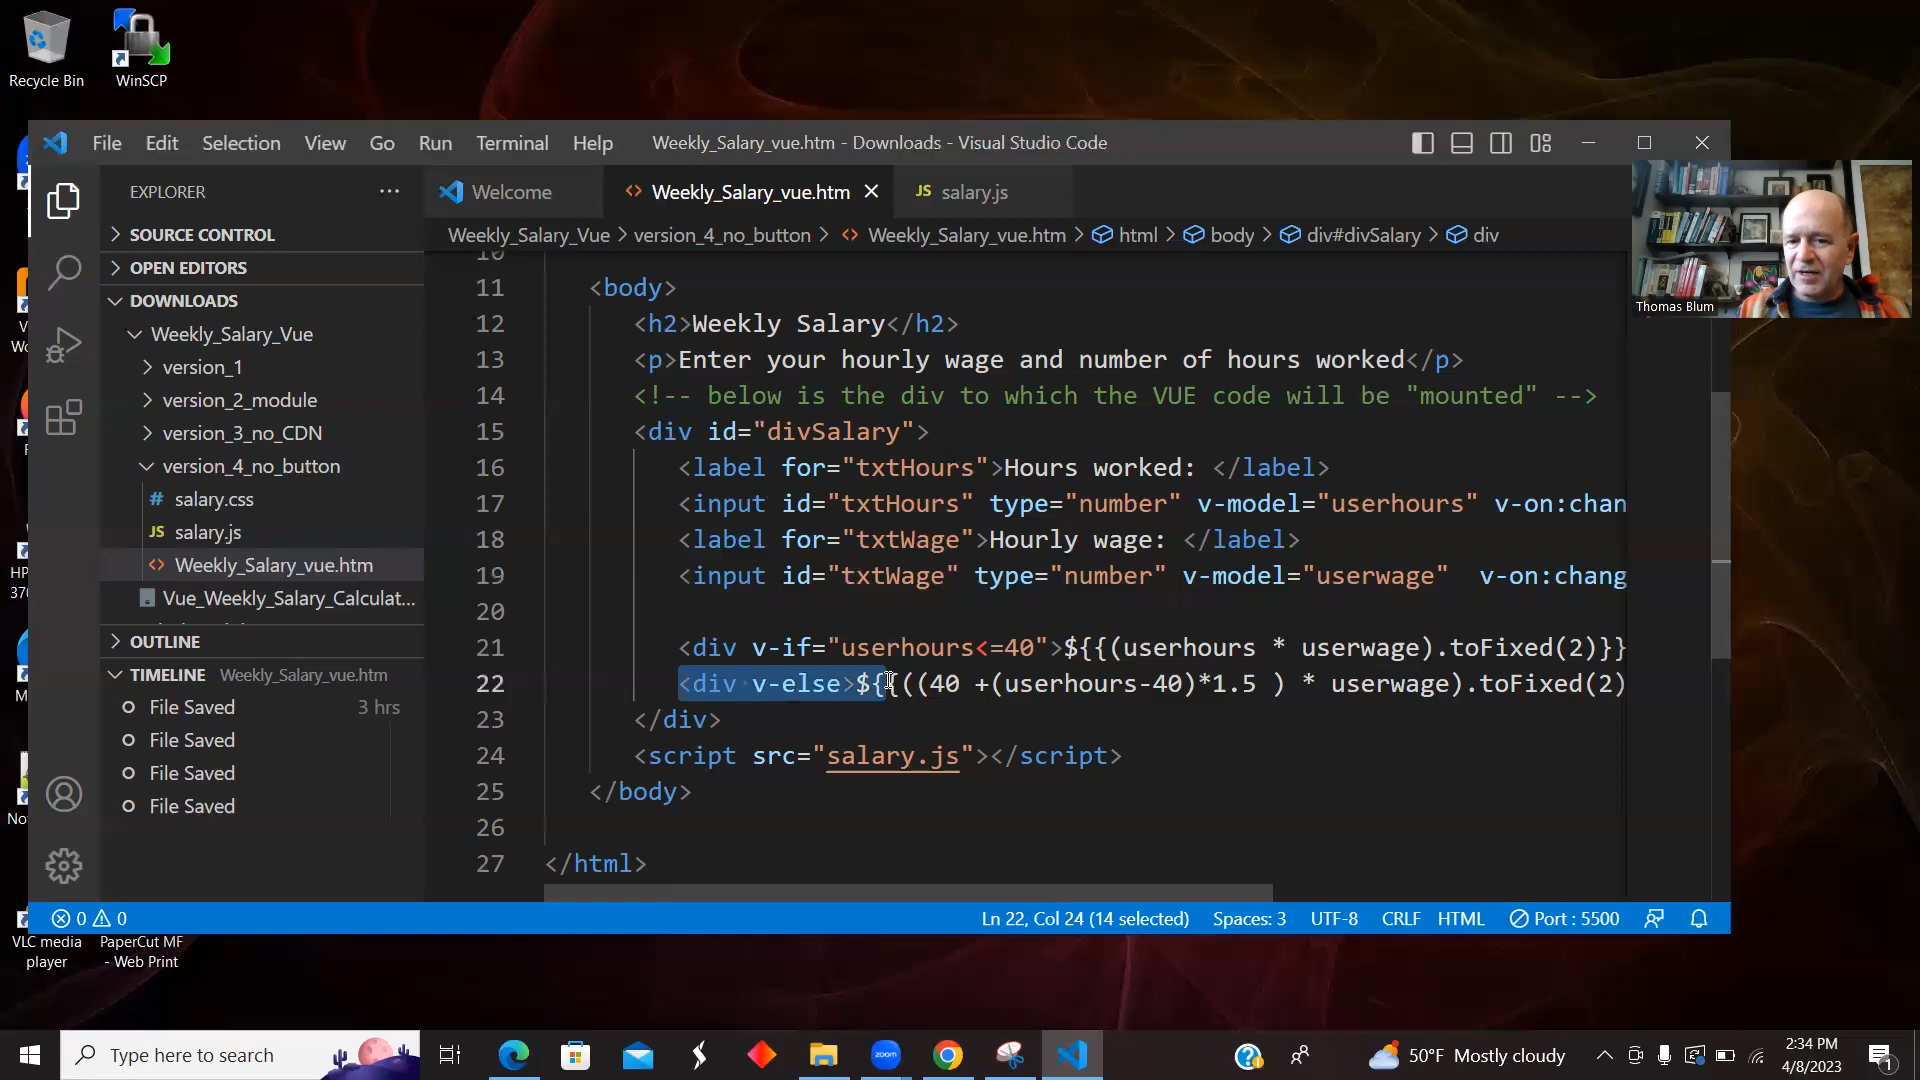 Recycle Bin
WinSCP
File Edit Selection View Go Run Terminal Help
Weekly_Salary_vue.htm - Downloads - Visual Studio Code
EXPLORER
Welcome
Weekly_Salary_vue.htm
JS salary.js
SOURCE CONTROL
OPEN EDITORS
DOWNLOADS
Weekly_Salary_Vue
version_1
version_2_module
version_3_no_CDN
version_4_no_button
# salary.css
JS salary.js
<> Weekly_Salary_vue.htm
Vue_Weekly_Salary_Calculat...
OUTLINE
TIMELINE Weekly_Salary_vue.htm
File Saved 3 hrs
File Saved
File Saved
File Saved
Weekly_Salary_Vue > version_4_no_button > <> Weekly_Salary_vue.htm > html > body > div#divSalary > div
Thomas Blum
10
11 <body>
12 <h2>Weekly Salary</h2>
13 <p>Enter your hourly wage and number of hours worked</p>
14 <!-- below is the div to which the VUE code will be "mounted" -->
15 <div id="divSalary">
16 <label for="txtHours">Hours worked: </label>
17 <input id="txtHours" type="number" v-model="userhours" v-on:chan
18 <label for="txtWage">Hourly wage: </label>
19 <input id="txtWage" type="number" v-model="userwage"  v-on:chang
20
21 <div v-if="userhours<=40">${{(userhours * userwage).toFixed(2)}}
22 <div v-else>${{((40 +(userhours-40)*1.5 ) * userwage).toFixed(2)
23 </div>
24 <script src="salary.js"></script>
25 </body>
26
27 </html>
0 0
Ln 22, Col 24 (14 selected) Spaces: 3 UTF-8 CRLF HTML Port : 5500
VLC media player
PaperCut MF - Web Print
Type here to search
zoom
50°F Mostly cloudy
2:34 PM
4/8/2023
1